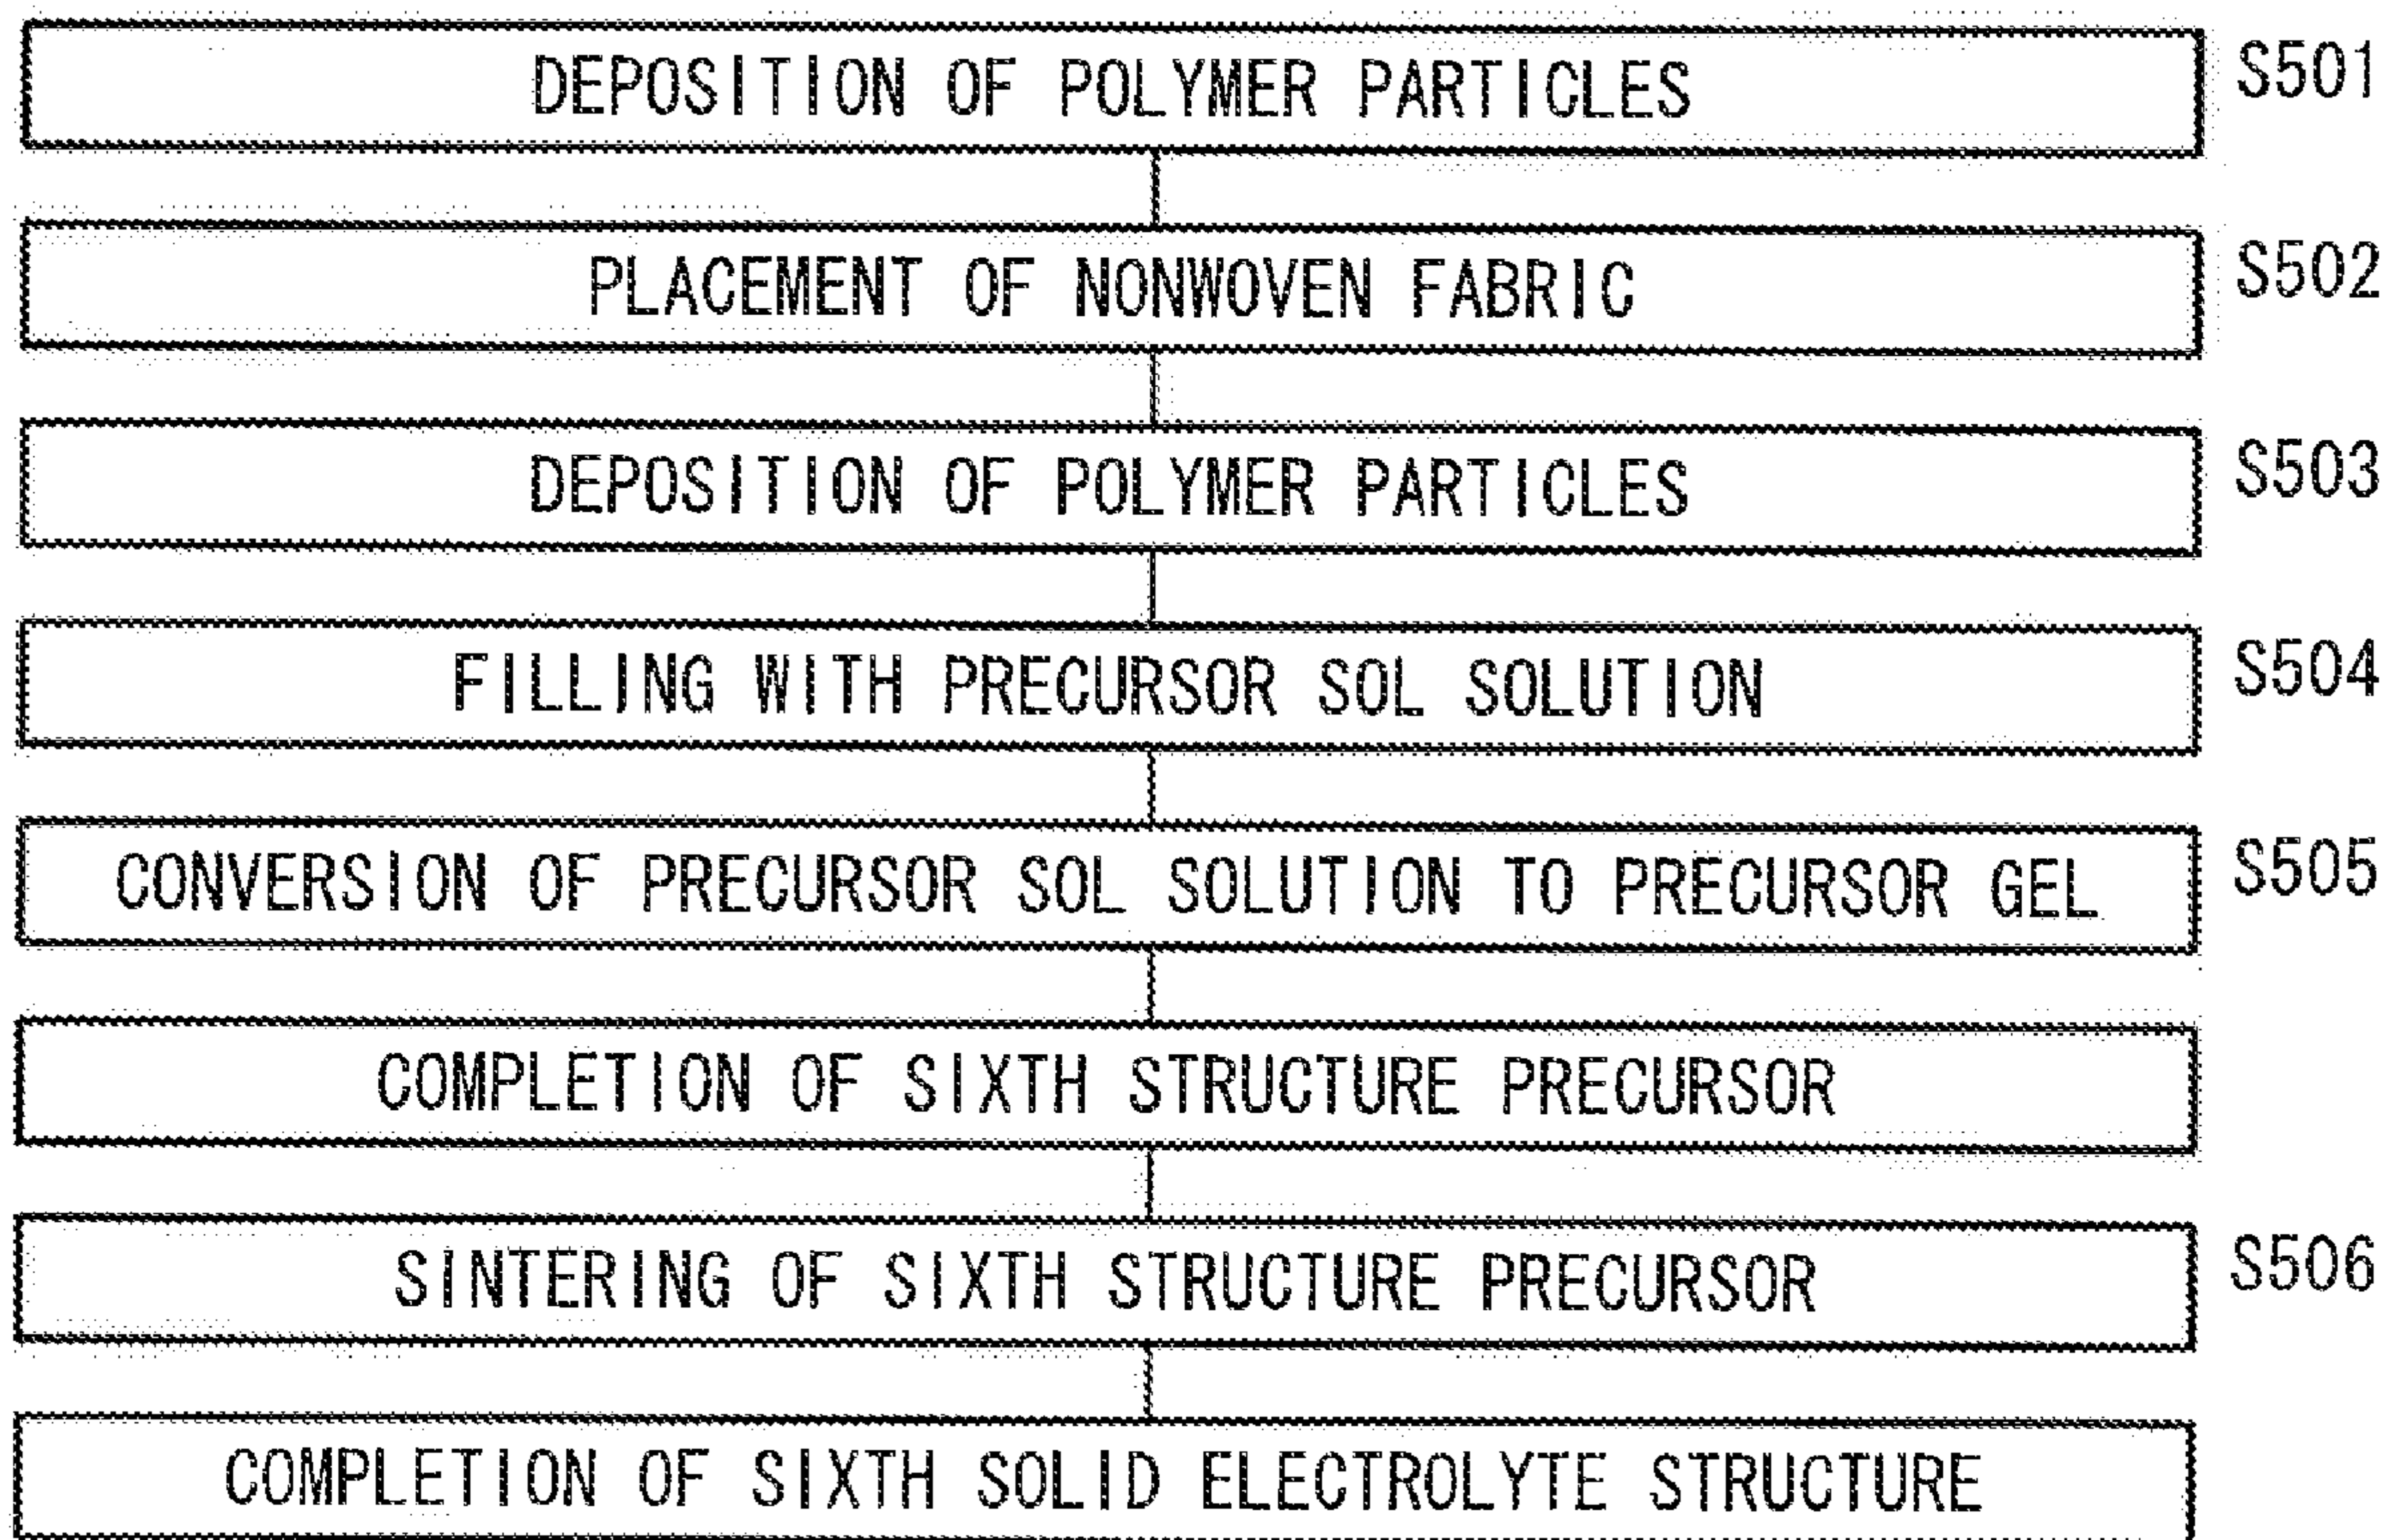 DEPOSITION OF POLYMER PARTICLES S501
PLACEMENT OF NONWOVEN FABRIC S502
DEPOSITION OF POLYMER PARTICLES S503
FILLING WITH PRECURSOR SOL SOLUTION S504
CONVERSION OF PRECURSOR SOL SOLUTION TO PRECURSOR GEL S505
COMPLETION OF SIXTH STRUCTURE PRECURSOR
SINTERING OF SIXTH STRUCTURE PRECURSOR S506
COMPLETION OF SIXTH SOLID ELECTROLYTE STRUCTURE